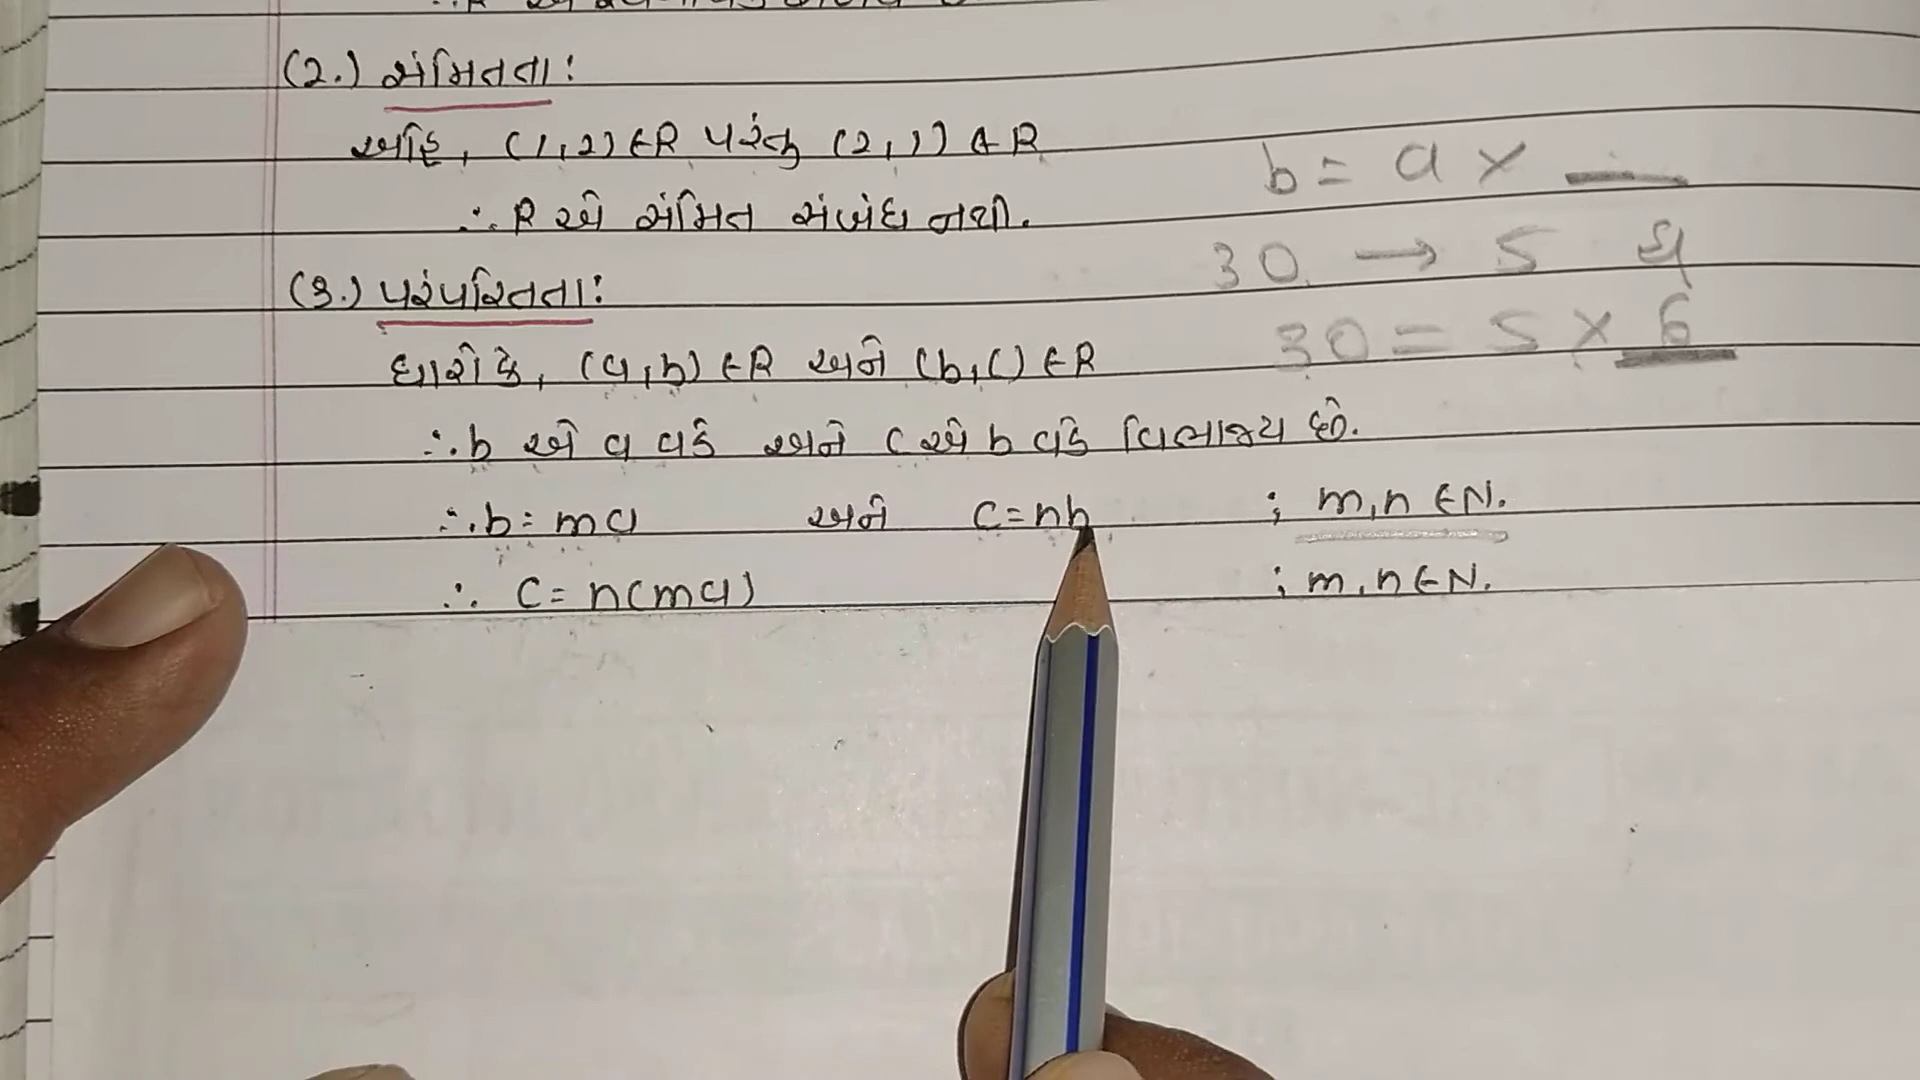 (2.) સંમિતતા :
અહિં, (1,2) ∈R પરંતુ (2,1) ∉ R
∴ R એ સંમિત સંબંધ નથી.
(3.) પરંપરિતતા :
ધારો કે, (a,b) ∈R અને (b,c) ∈R
∴ b એ a વડે અને c એ b વડે વિભાજ્ય છે.
∴ b = ma અને c = nb ; m,n ∈N.
∴ c = n(ma) ; m,n ∈N.
b = a ×
30 → 5
30 = 5 × 6